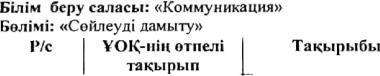 Білім беру саласы: «Коммуникация»
Бөлімі: «Сөйлеуді дамыту»
Р/с ҰОҚ-нің өтпелі тақырып Тақырыбы